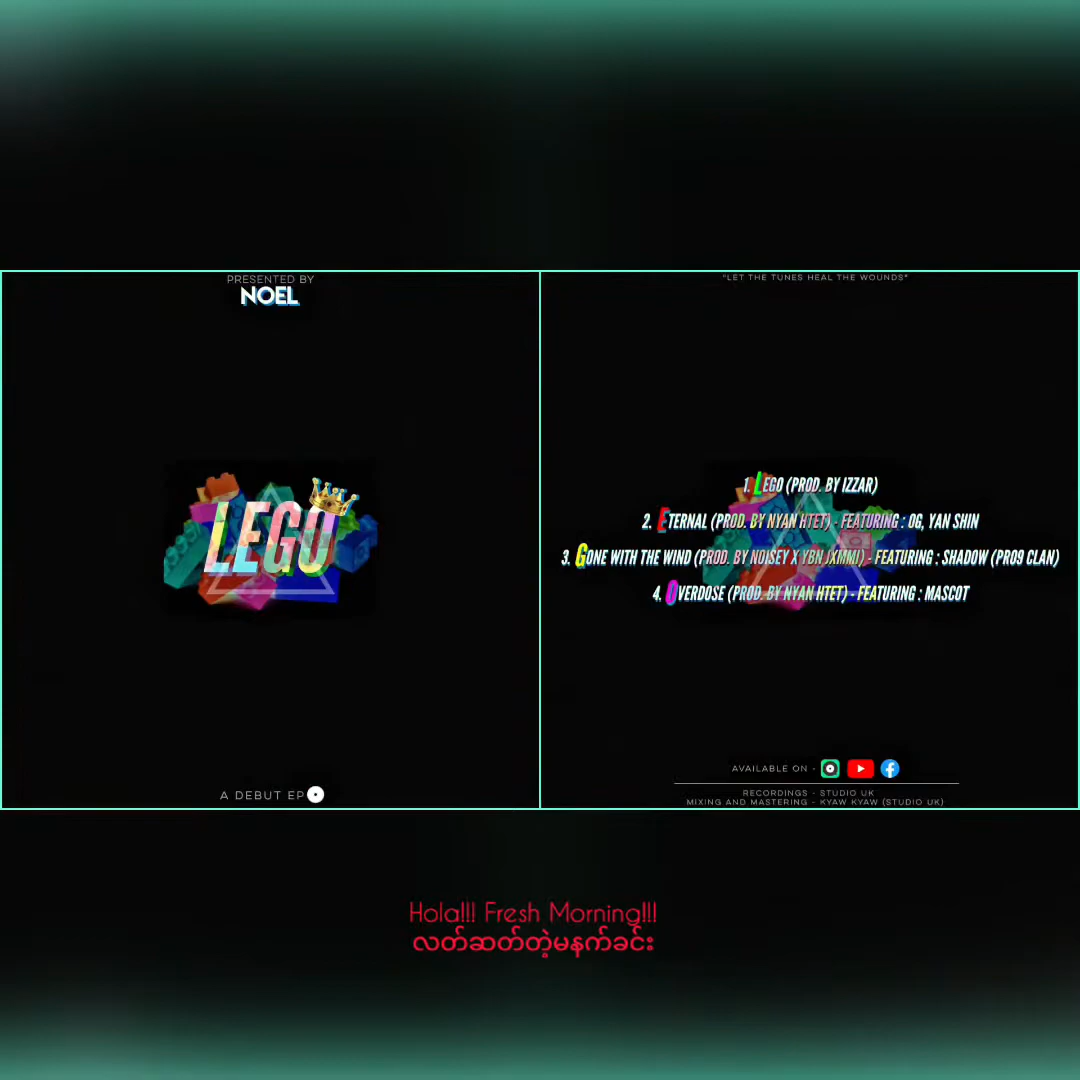 PRESENTED BY
NOEL
LEGO
A DEBUT EP
"LET THE TUNES HEAL THE WOUNDS"
1. LEGO (PROD. BY IZZAR)
2. ETERNAL (PROD. BY NYAN HTET) - FEATURING : OG, YAN SHIN
3. GONE WITH THE WIND (PROD. BY NOISEY X YBN JXMMI) - FEATURING : SHADOW (PRO9 CLAN)
4. OVERDOSE (PROD. BY NYAN HTET) - FEATURING : MASCOT
AVAILABLE ON -
RECORDINGS - STUDIO UK
MIXING AND MASTERING - KYAW KYAW (STUDIO UK)
Hola!!! Fresh Morning!!!
လတ်ဆတ်တဲ့မနက်ခင်း